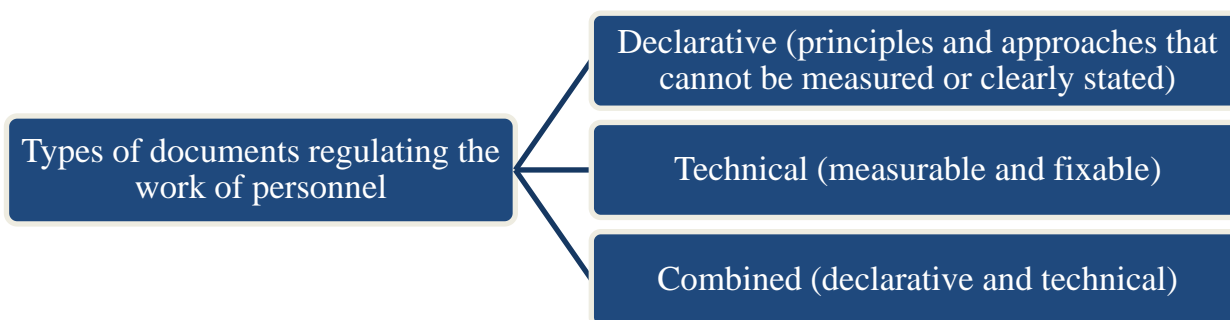 Types of documents regulating the
work of personnel
Declarative (principles and approaches that
cannot be measured or clearly stated)
Technical (measurable and fixable)
Combined (declarative and technical)